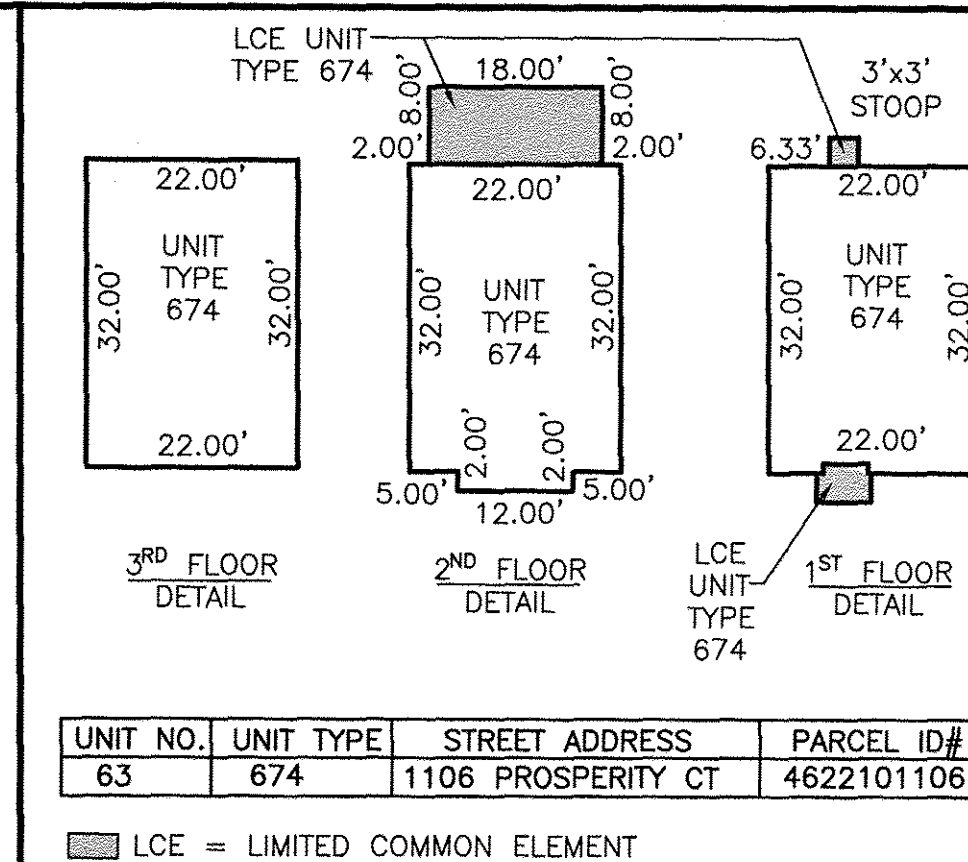 LCE UNIT
TYPE 674
22.00'
UNIT
TYPE
674
32.00'
32.00'
22.00'
3RD FLOOR
DETAIL
18.00'
8.00'
8.00'
2.00'
2.00'
22.00'
32.00'
UNIT
TYPE
674
32.00'
2.00'
2.00'
5.00'
5.00'
12.00'
2ND FLOOR
DETAIL
3'x3'
STOOP
6.33'
22.00'
UNIT
TYPE
674
32.00'
32.00'
22.00'
LCE
UNIT
TYPE
674
1ST FLOOR
DETAIL
UNIT NO. UNIT TYPE STREET ADDRESS PARCEL ID#
63 674 1106 PROSPERITY CT 4622101106
LCE = LIMITED COMMON ELEMENT